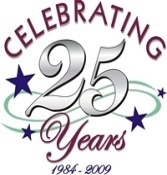 CELEBRATING
25
Years
1984 - 2009